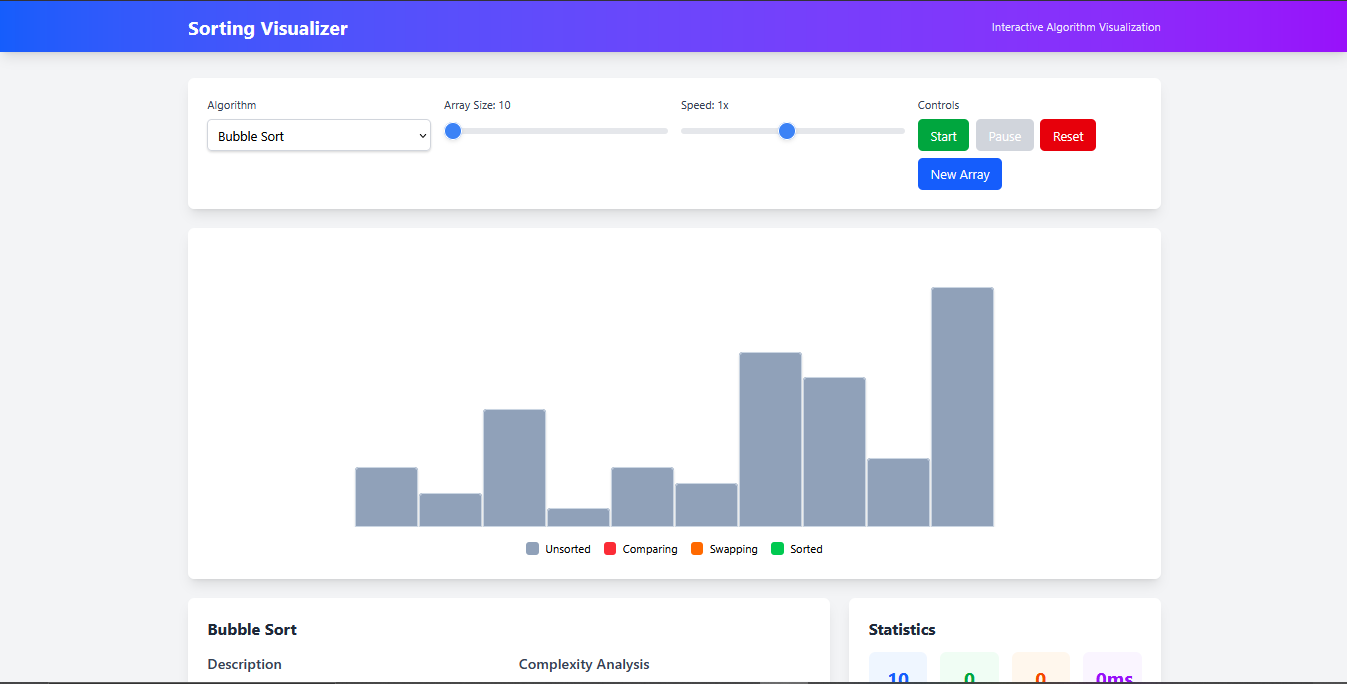 Sorting Visualizer
Interactive Algorithm Visualization
Algorithm
Bubble Sort
Array Size: 10
Speed: 1x
Controls
Start
Pause
Reset
New Array
Unsorted
Comparing
Swapping
Sorted
Bubble Sort
Description
Complexity Analysis
Statistics
10
0
0
0ms